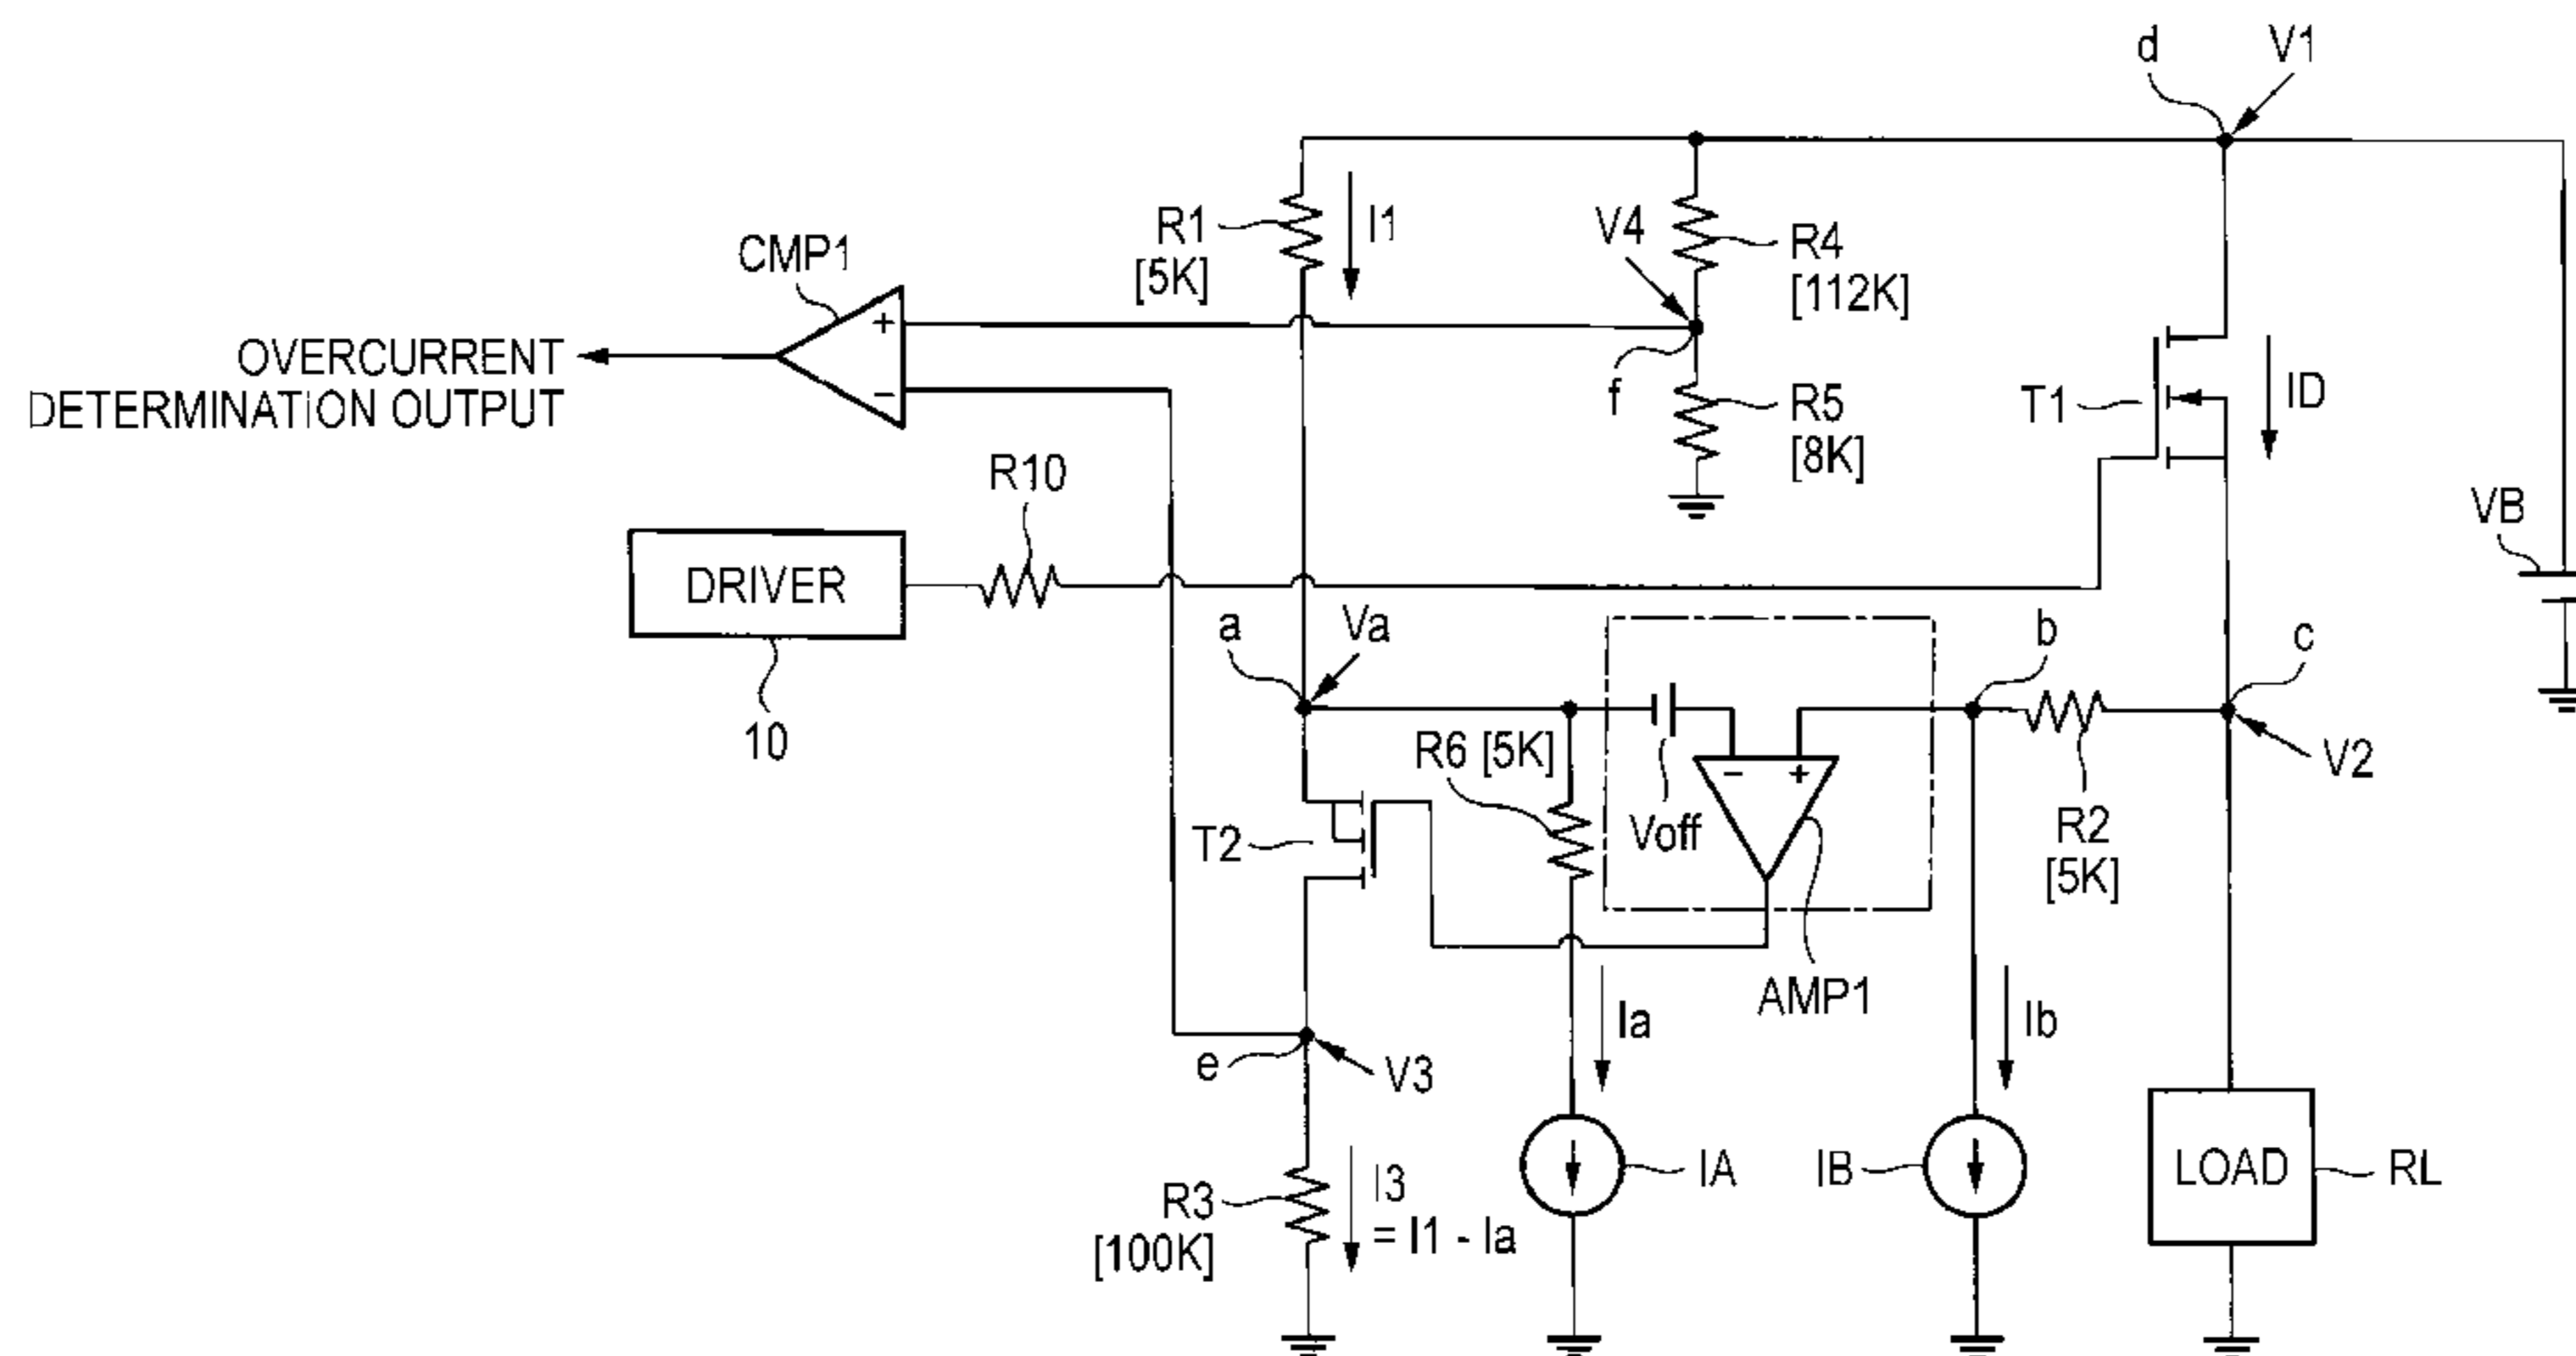 d
V1
CMP1
+
−
OVERCURRENT
DETERMINATION OUTPUT
R1
[5K]
I1
V4
f
R4
[112K]
R5
[8K]
T1
ID
VB
R10
DRIVER
10
a
Va
b
c
V2
R6 [5K]
Voff
−
+
R2
[5K]
T2
AMP1
e
V3
Ia
Ib
R3
[100K]
I3
= I1 - Ia
IA
IB
LOAD
RL